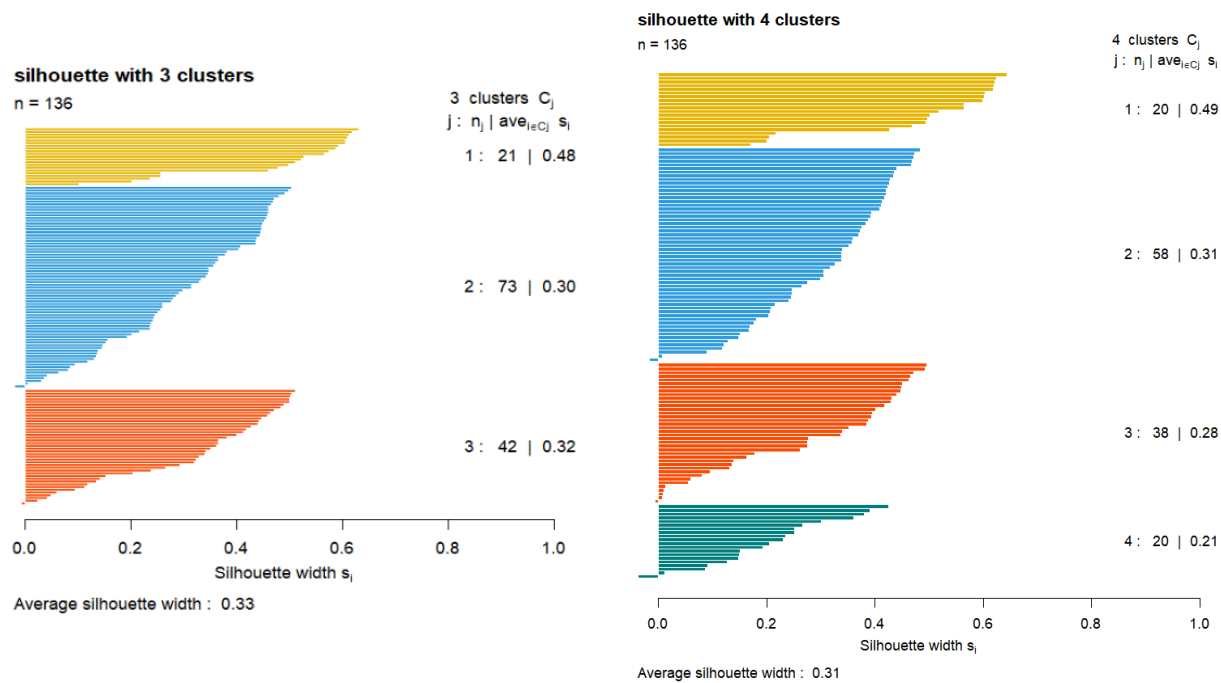 silhouette with 3 clusters
n = 136
3 clusters Cj
j : nj | avei∈Cj si
1 : 21 | 0.48
2 : 73 | 0.30
3 : 42 | 0.32
0.0 0.2 0.4 0.6 0.8 1.0
Silhouette width si
Average silhouette width : 0.33
silhouette with 4 clusters
n = 136
4 clusters Cj
j : nj | avei∈Cj si
1 : 20 | 0.49
2 : 58 | 0.31
3 : 38 | 0.28
4 : 20 | 0.21
0.0 0.2 0.4 0.6 0.8 1.0
Silhouette width si
Average silhouette width : 0.31